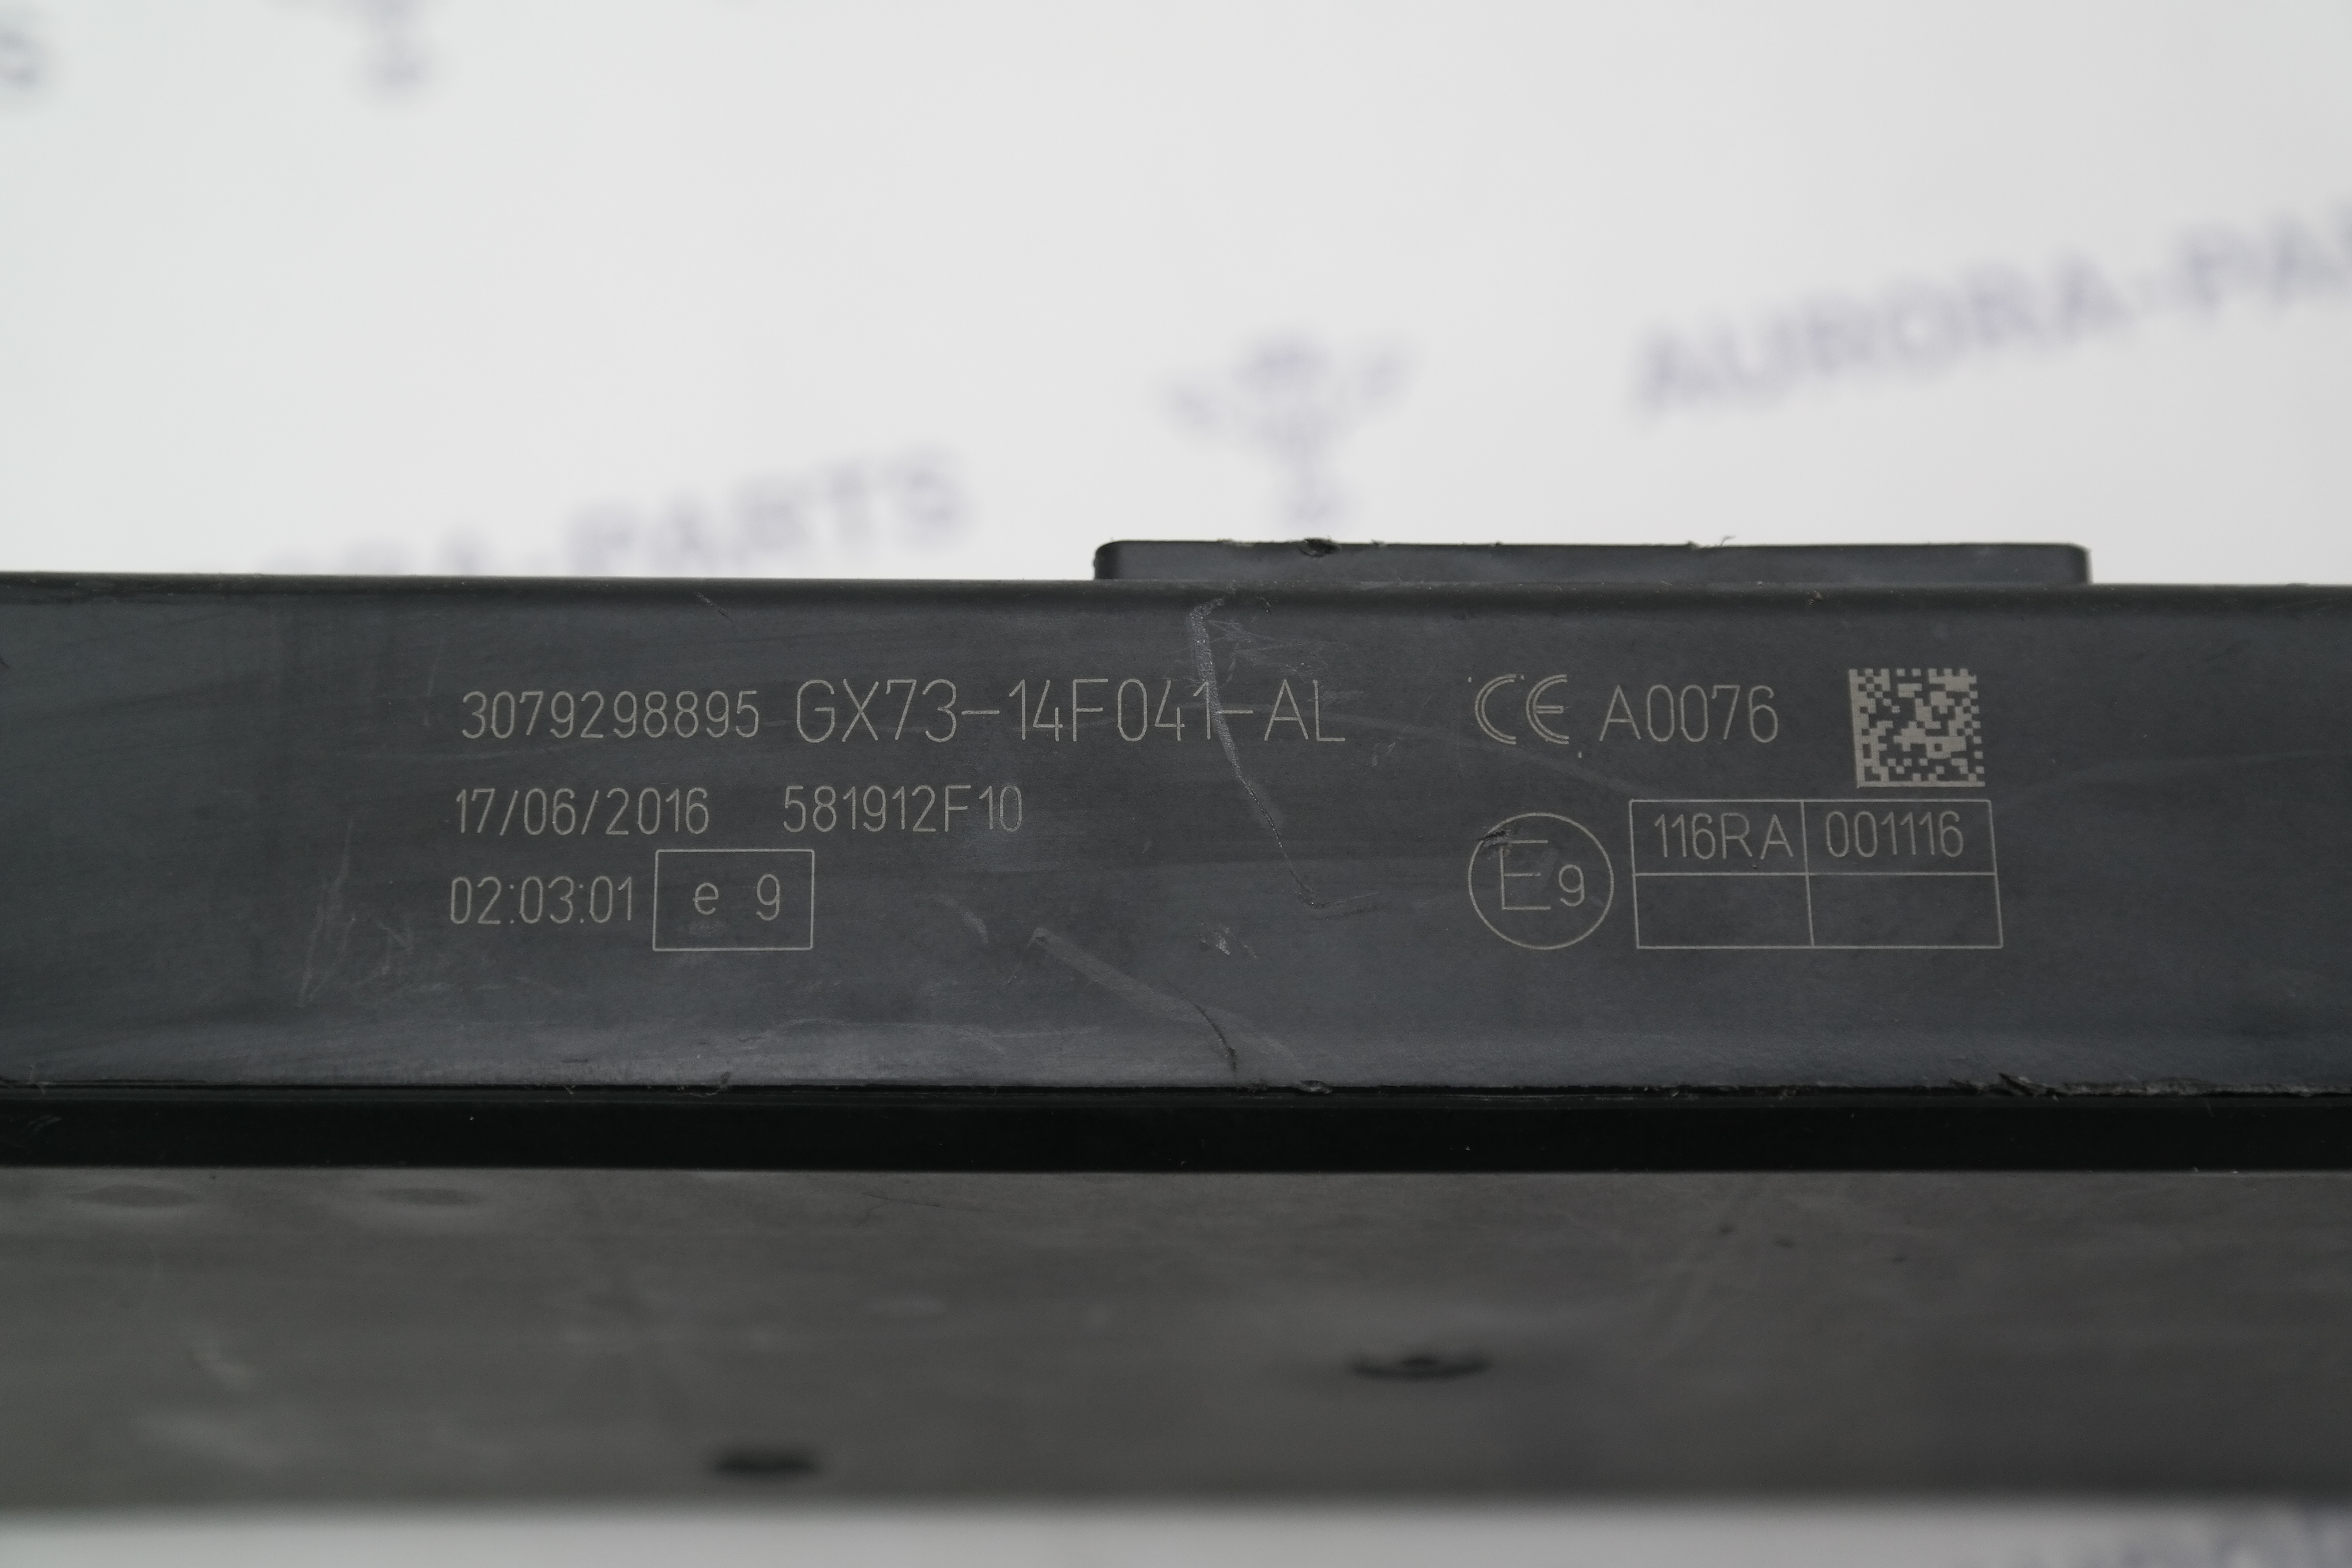 AURORA-PA
PARTS
3079298895 GX73-14F041-AL
17/06/2016 581912F10
02:03:01 e 9
CE A0076
E9 116RA 001116